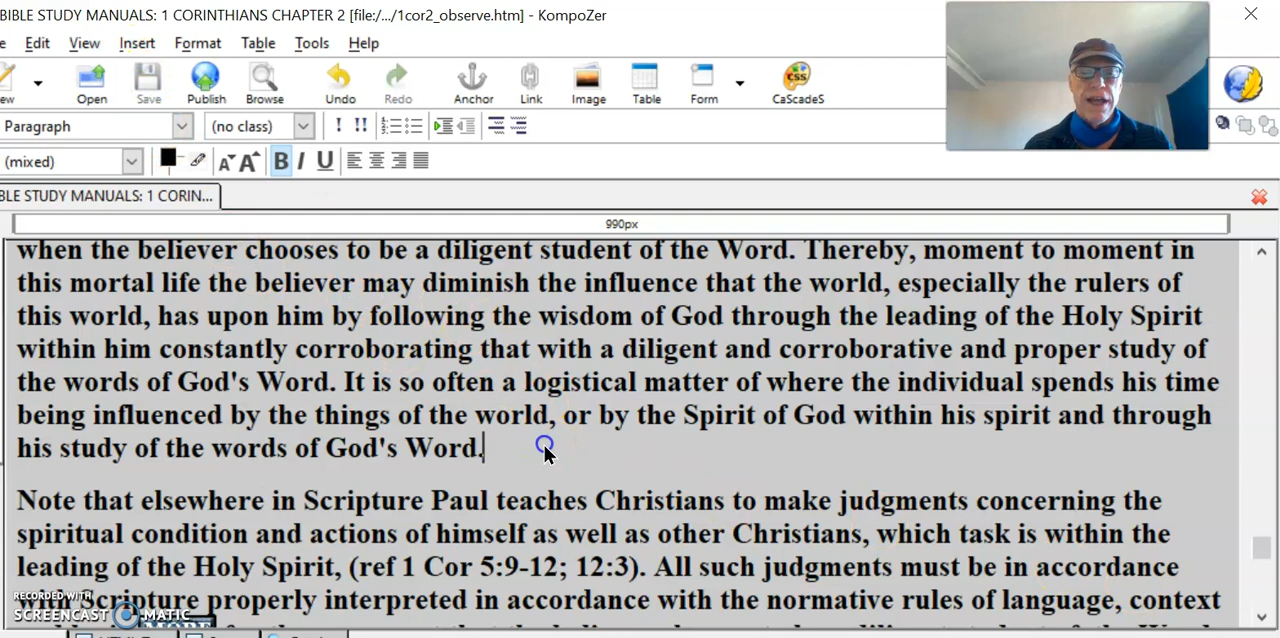 BIBLE STUDY MANUALS: 1 CORINTHIANS CHAPTER 2 [file:/.../1cor2_observe.htm] - KompoZer
Edit View Insert Format Table Tools Help
Open Save Publish Browse Undo Redo Anchor Link Image Table Form CaScadeS
Paragraph (no class)
(mixed) A A B I U
BLE STUDY MANUALS: 1 CORIN...
990px
when the believer chooses to be a diligent student of the Word. Thereby, moment to moment in
this mortal life the believer may diminish the influence that the world, especially the rulers of
this world, has upon him by following the wisdom of God through the leading of the Holy Spirit
within him constantly corroborating that with a diligent and corroborative and proper study of
the words of God's Word. It is so often a logistical matter of where the individual spends his time
being influenced by the things of the world, or by the Spirit of God within his spirit and through
his study of the words of God's Word.
Note that elsewhere in Scripture Paul teaches Christians to make judgments concerning the
spiritual condition and actions of himself as well as other Christians, which task is within the
leading of the Holy Spirit, (ref 1 Cor 5:9-12; 12:3). All such judgments must be in accordance
scripture properly interpreted in accordance with the normative rules of language, context
RECORDED WITH
SCREENCAST MATIC